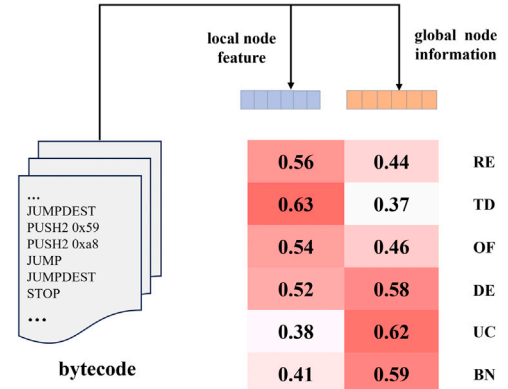 local node
feature
global node
information
...
JUMPDEST
PUSH2 0x59
PUSH2 0xa8
JUMP
JUMPDEST
STOP
...
bytecode
0.56 0.44 RE
0.63 0.37 TD
0.54 0.46 OF
0.52 0.58 DE
0.38 0.62 UC
0.41 0.59 BN